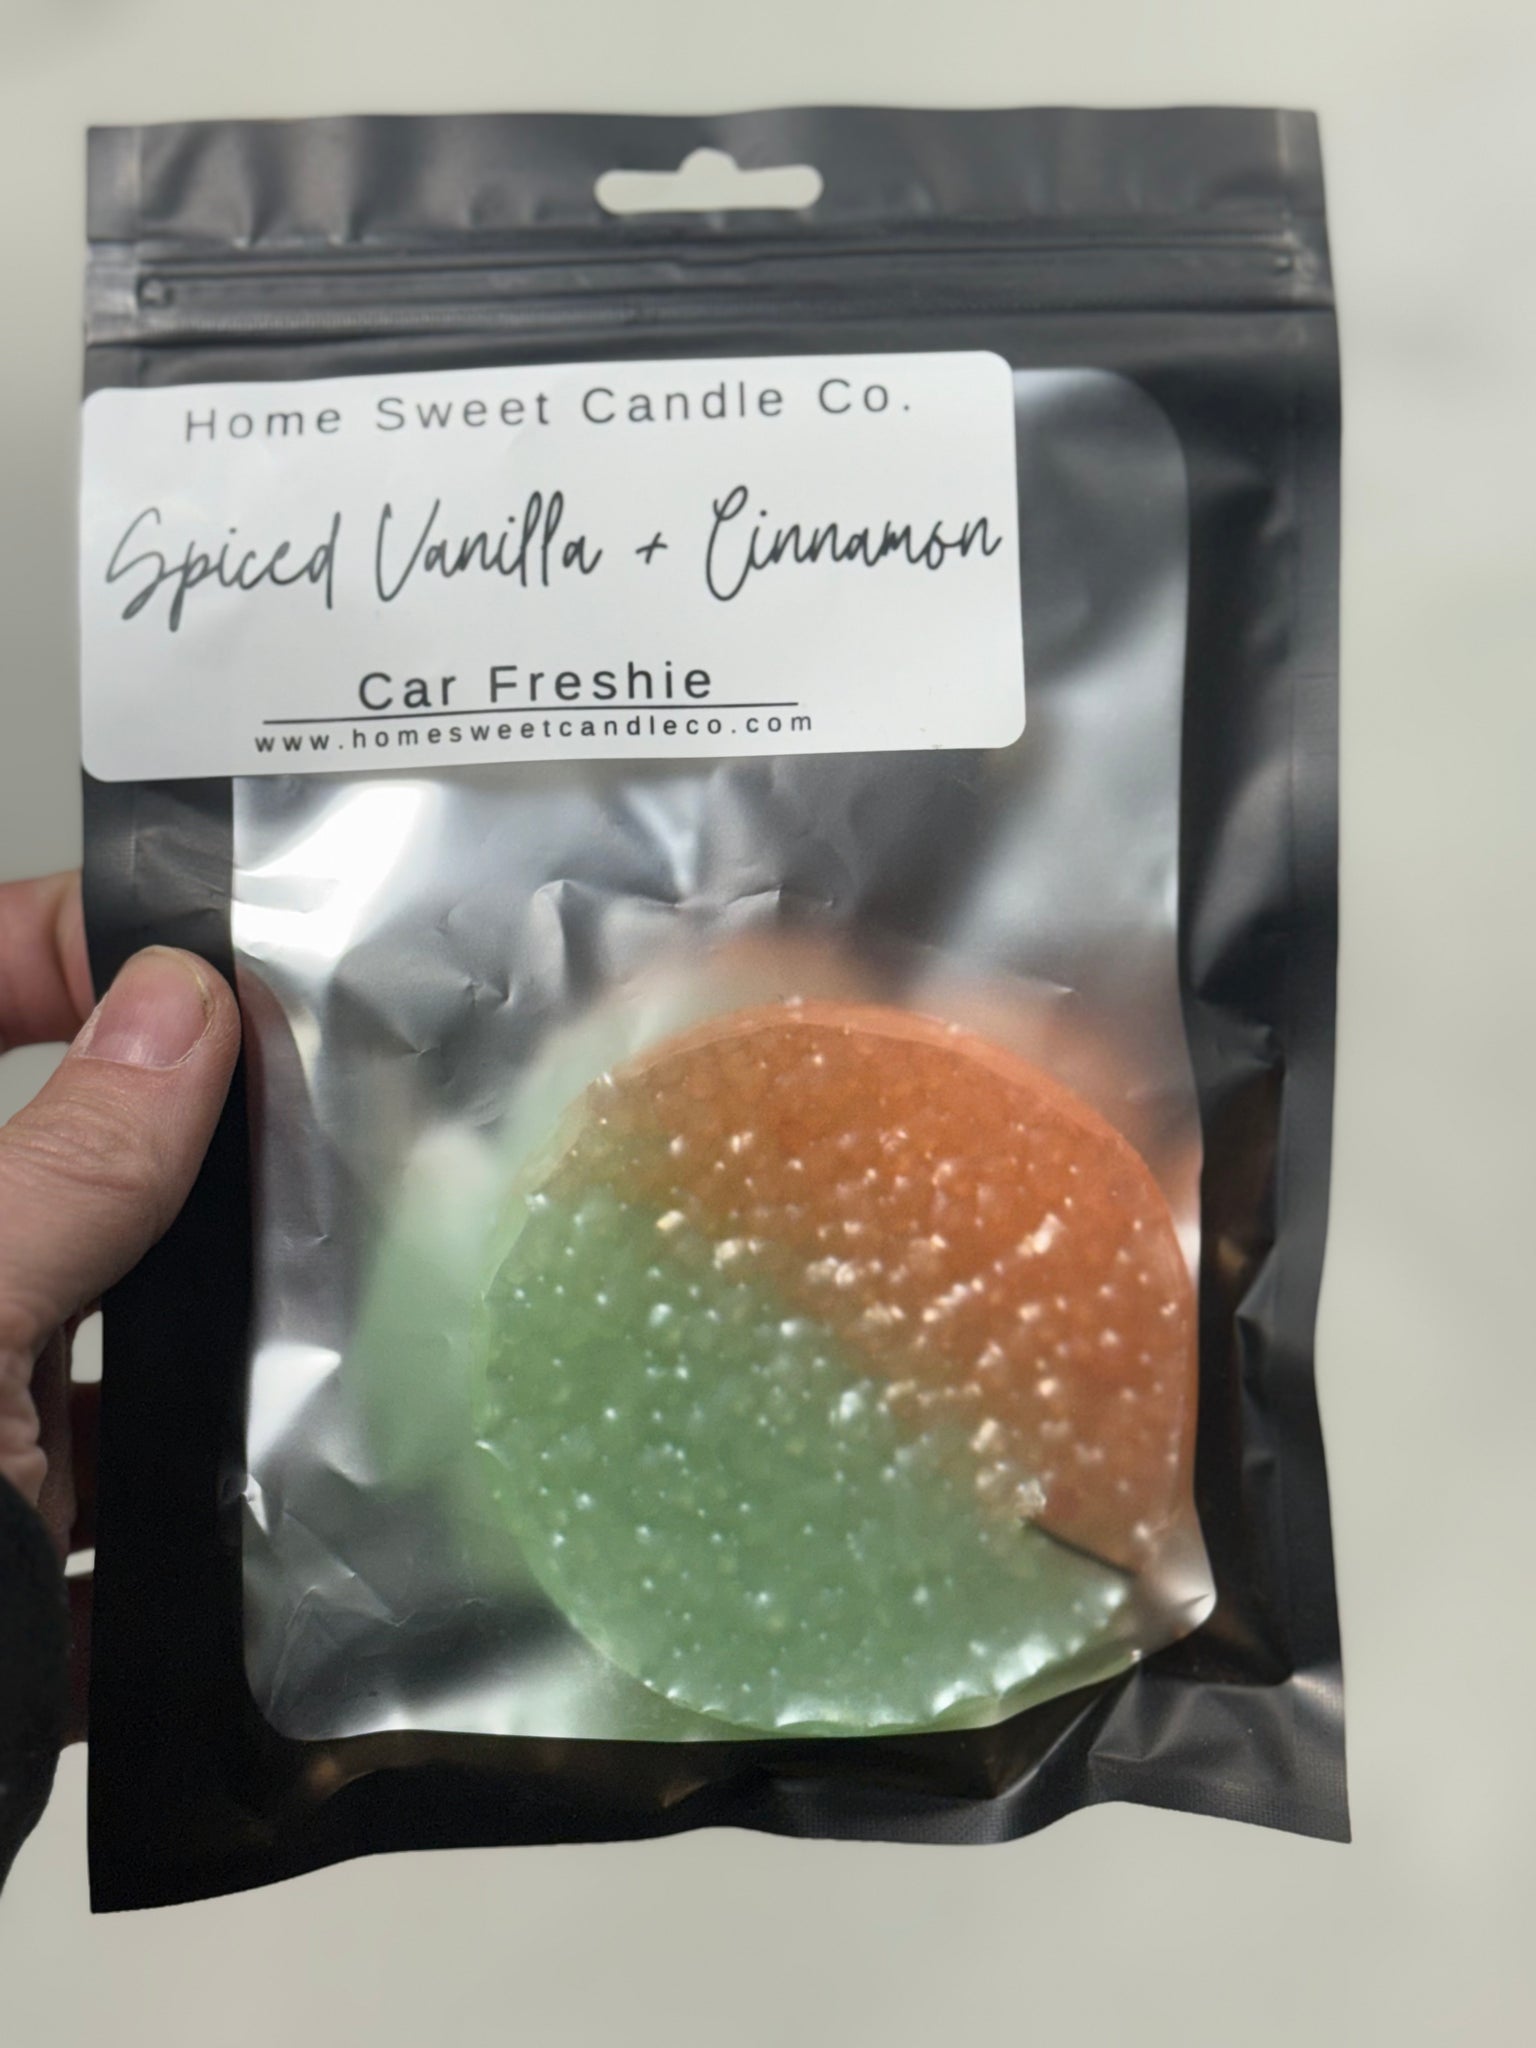 Home Sweet Candle Co.
Spiced Vanilla + Cinnamon
Car Freshie
www.homesweetcandleco.com